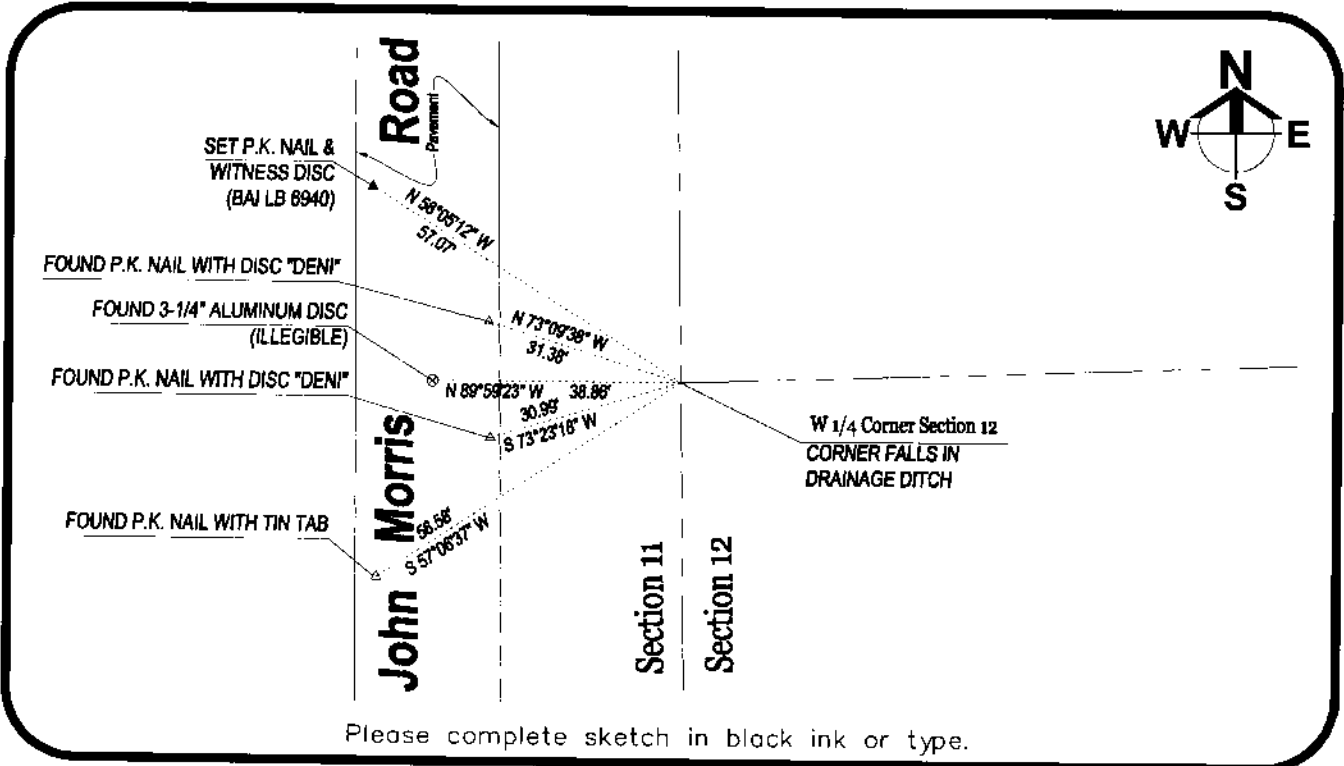 N
W E
S
John Morris Road
Pavement
SET P.K. NAIL &
WITNESS DISC
(BAI LB 6940)
N 58°05'12" W
57.07'
FOUND P.K. NAIL WITH DISC "DENI"
N 73°09'38" W
31.38'
FOUND 3-1/4" ALUMINUM DISC
(ILLEGIBLE)
N 89°59'23" W 38.86'
FOUND P.K. NAIL WITH DISC "DENI"
30.99'
S 73°23'18" W
W 1/4 Corner Section 12
CORNER FALLS IN
DRAINAGE DITCH
FOUND P.K. NAIL WITH TIN TAB
S 57°06'37" W
Section 11
Section 12
Please complete sketch in black ink or type.